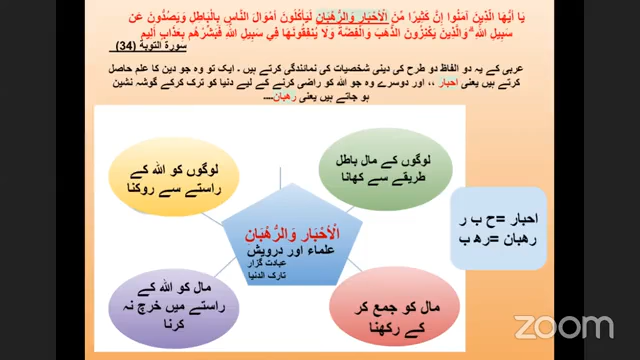 يَا أَيُّهَا الَّذِينَ آمَنُوا إِنَّ كَثِيرًا مِّنَ الْأَحْبَارِ وَالرُّهْبَانِ لَيَأْكُلُونَ أَمْوَالَ النَّاسِ بِالْبَاطِلِ وَيَصُدُّونَ عَن
سَبِيلِ اللَّهِ ۗ وَالَّذِينَ يَكْنِزُونَ الذَّهَبَ وَالْفِضَّةَ وَلَا يُنفِقُونَهَا فِي سَبِيلِ اللَّهِ فَبَشِّرْهُم بِعَذَابٍ أَلِيمٍ
سورة التوبة (34)
عربی کے یہ دو الفاظ دو طرح کی دینی شخصیات کی نمائندگی کرتے ہیں۔ ایک تو وہ جو دین کا علم حاصل
کرتے ہیں یعنی احبار ،، اور دوسرے وہ جو اللہ کو راضی کرنے کے لیے دنیا کو ترک کرکے گوشہ نشین
ہو جاتے ہیں یعنی رھبان....
لوگوں کے مال باطل
طریقے سے کھانا
لوگوں کو اللہ کے
راستے سے روکنا
الْأَحْبَارِ وَالرُّهْبَانِ
علماء اور درویش
عبادت گزار
تارک الدنیا
احبار =ح ب ر
رھبان =رھ ب
مال کو جمع کر
کے رکھنا
مال کو اللہ کے
راستے میں خرچ نہ
کرنا
zoom